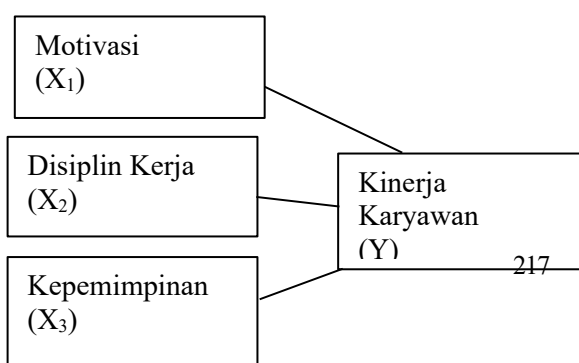 Motivasi
(X₁)
Disiplin Kerja
(X₂)
Kinerja
Karyawan
(Y)
217
Kepemimpinan
(X₃)